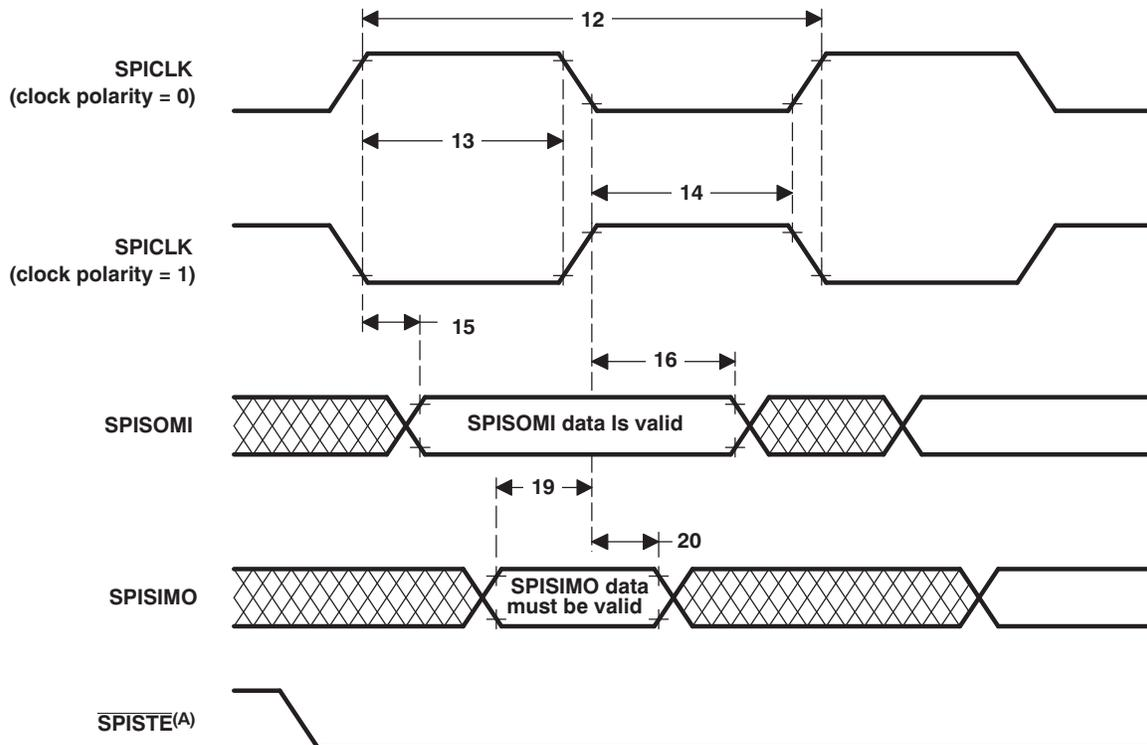 12
SPICLK
(clock polarity = 0)
13
14
SPICLK
(clock polarity = 1)
15
16
SPISOMI
SPISOMI data Is valid
19
20
SPISIMO
SPISIMO data
must be valid
SPISTE(A)